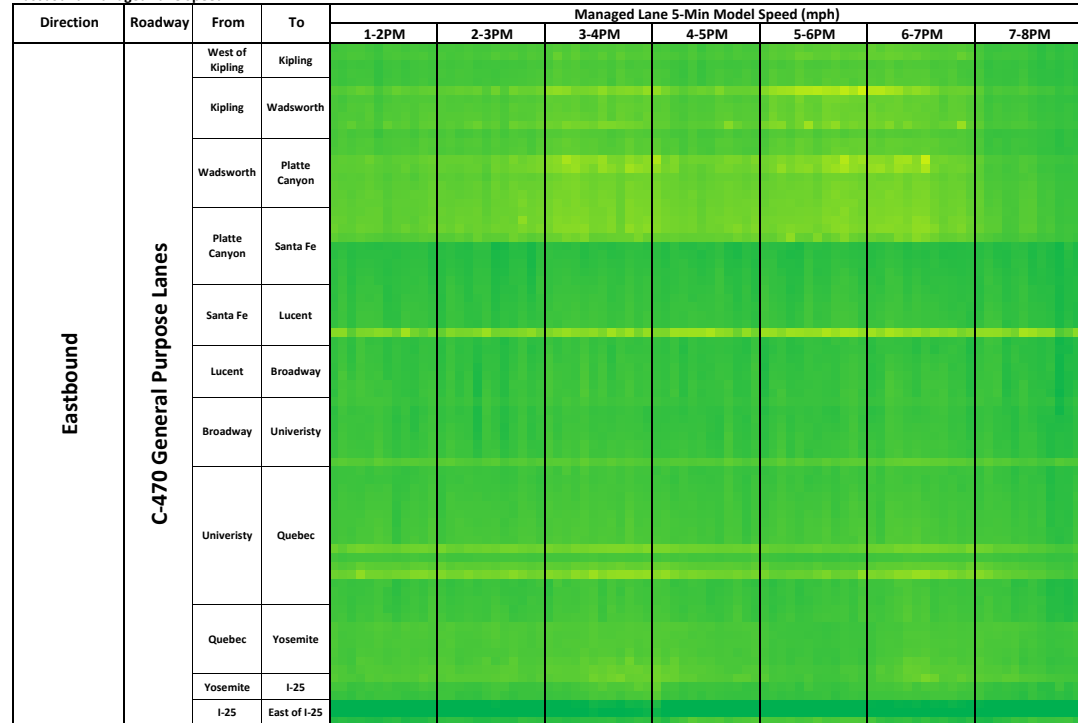 Managed Lane 5-Min Model Speed (mph)
Direction Roadway From To
1-2PM 2-3PM 3-4PM 4-5PM 5-6PM 6-7PM 7-8PM
Eastbound
C-470 General Purpose Lanes
West of Kipling Kipling
Kipling Wadsworth
Wadsworth Platte Canyon
Platte Canyon Santa Fe
Santa Fe Lucent
Lucent Broadway
Broadway Univeristy
Univeristy Quebec
Quebec Yosemite
Yosemite I-25
I-25 East of I-25